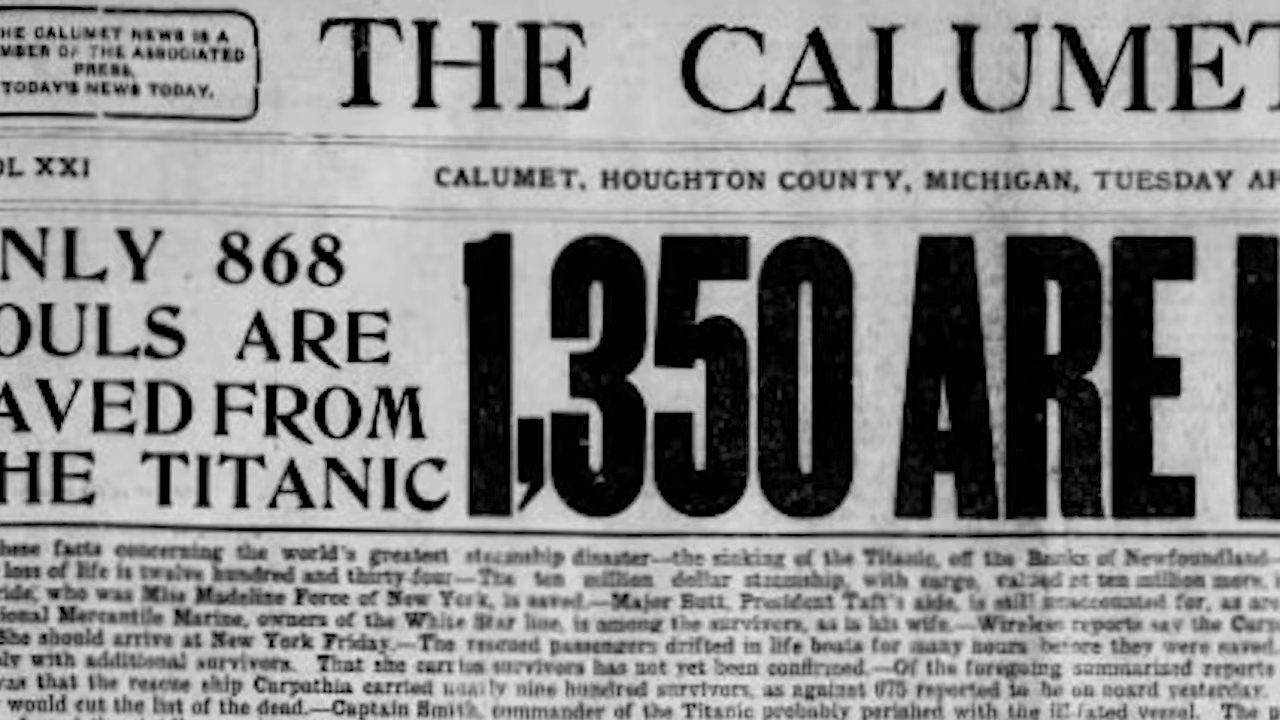 HE CALUMET NEWS IS A
MBER OF THE ASSOCIATED
PRESS,
TODAY'S NEWS TODAY.
THE CALUMET
OL XXI
CALUMET, HOUGHTON COUNTY, MICHIGAN, TUESDAY AP
NLY 868
OULS ARE
AVED FROM
HE TITANIC
1,350 ARE L
hese facts concerning the world's greatest steamship disaster—the sinking of the Titanic, off the Banks of Newfoundland—
loss of life is twelve hundred and thirty-four—The ten million dollar steamship, with cargo, valued at ten million more,
ride, who was Miss Madeline Force of New York, is saved.—Major Butt, President Taft's aide, is still unaccounted for, as are
ional Mercantile Marine, owners of the White Star line, is among the survivors, as is his wife.—Wireless reports say the Carp
She should arrive at New York Friday.—The rescued passengers drifted in life boats for many hours before they were saved.
ly with additional survivors. That she carries survivors has not yet been confirmed.—Of the foregoing summarized reports
was that the rescue ship Carpathia carried nearly nine hundred survivors, as against 675 reported to be on board yesterday.
would cut the list of the dead.—Captain Smith, commander of the Titanic probably perished with the ill-fated vessel. The